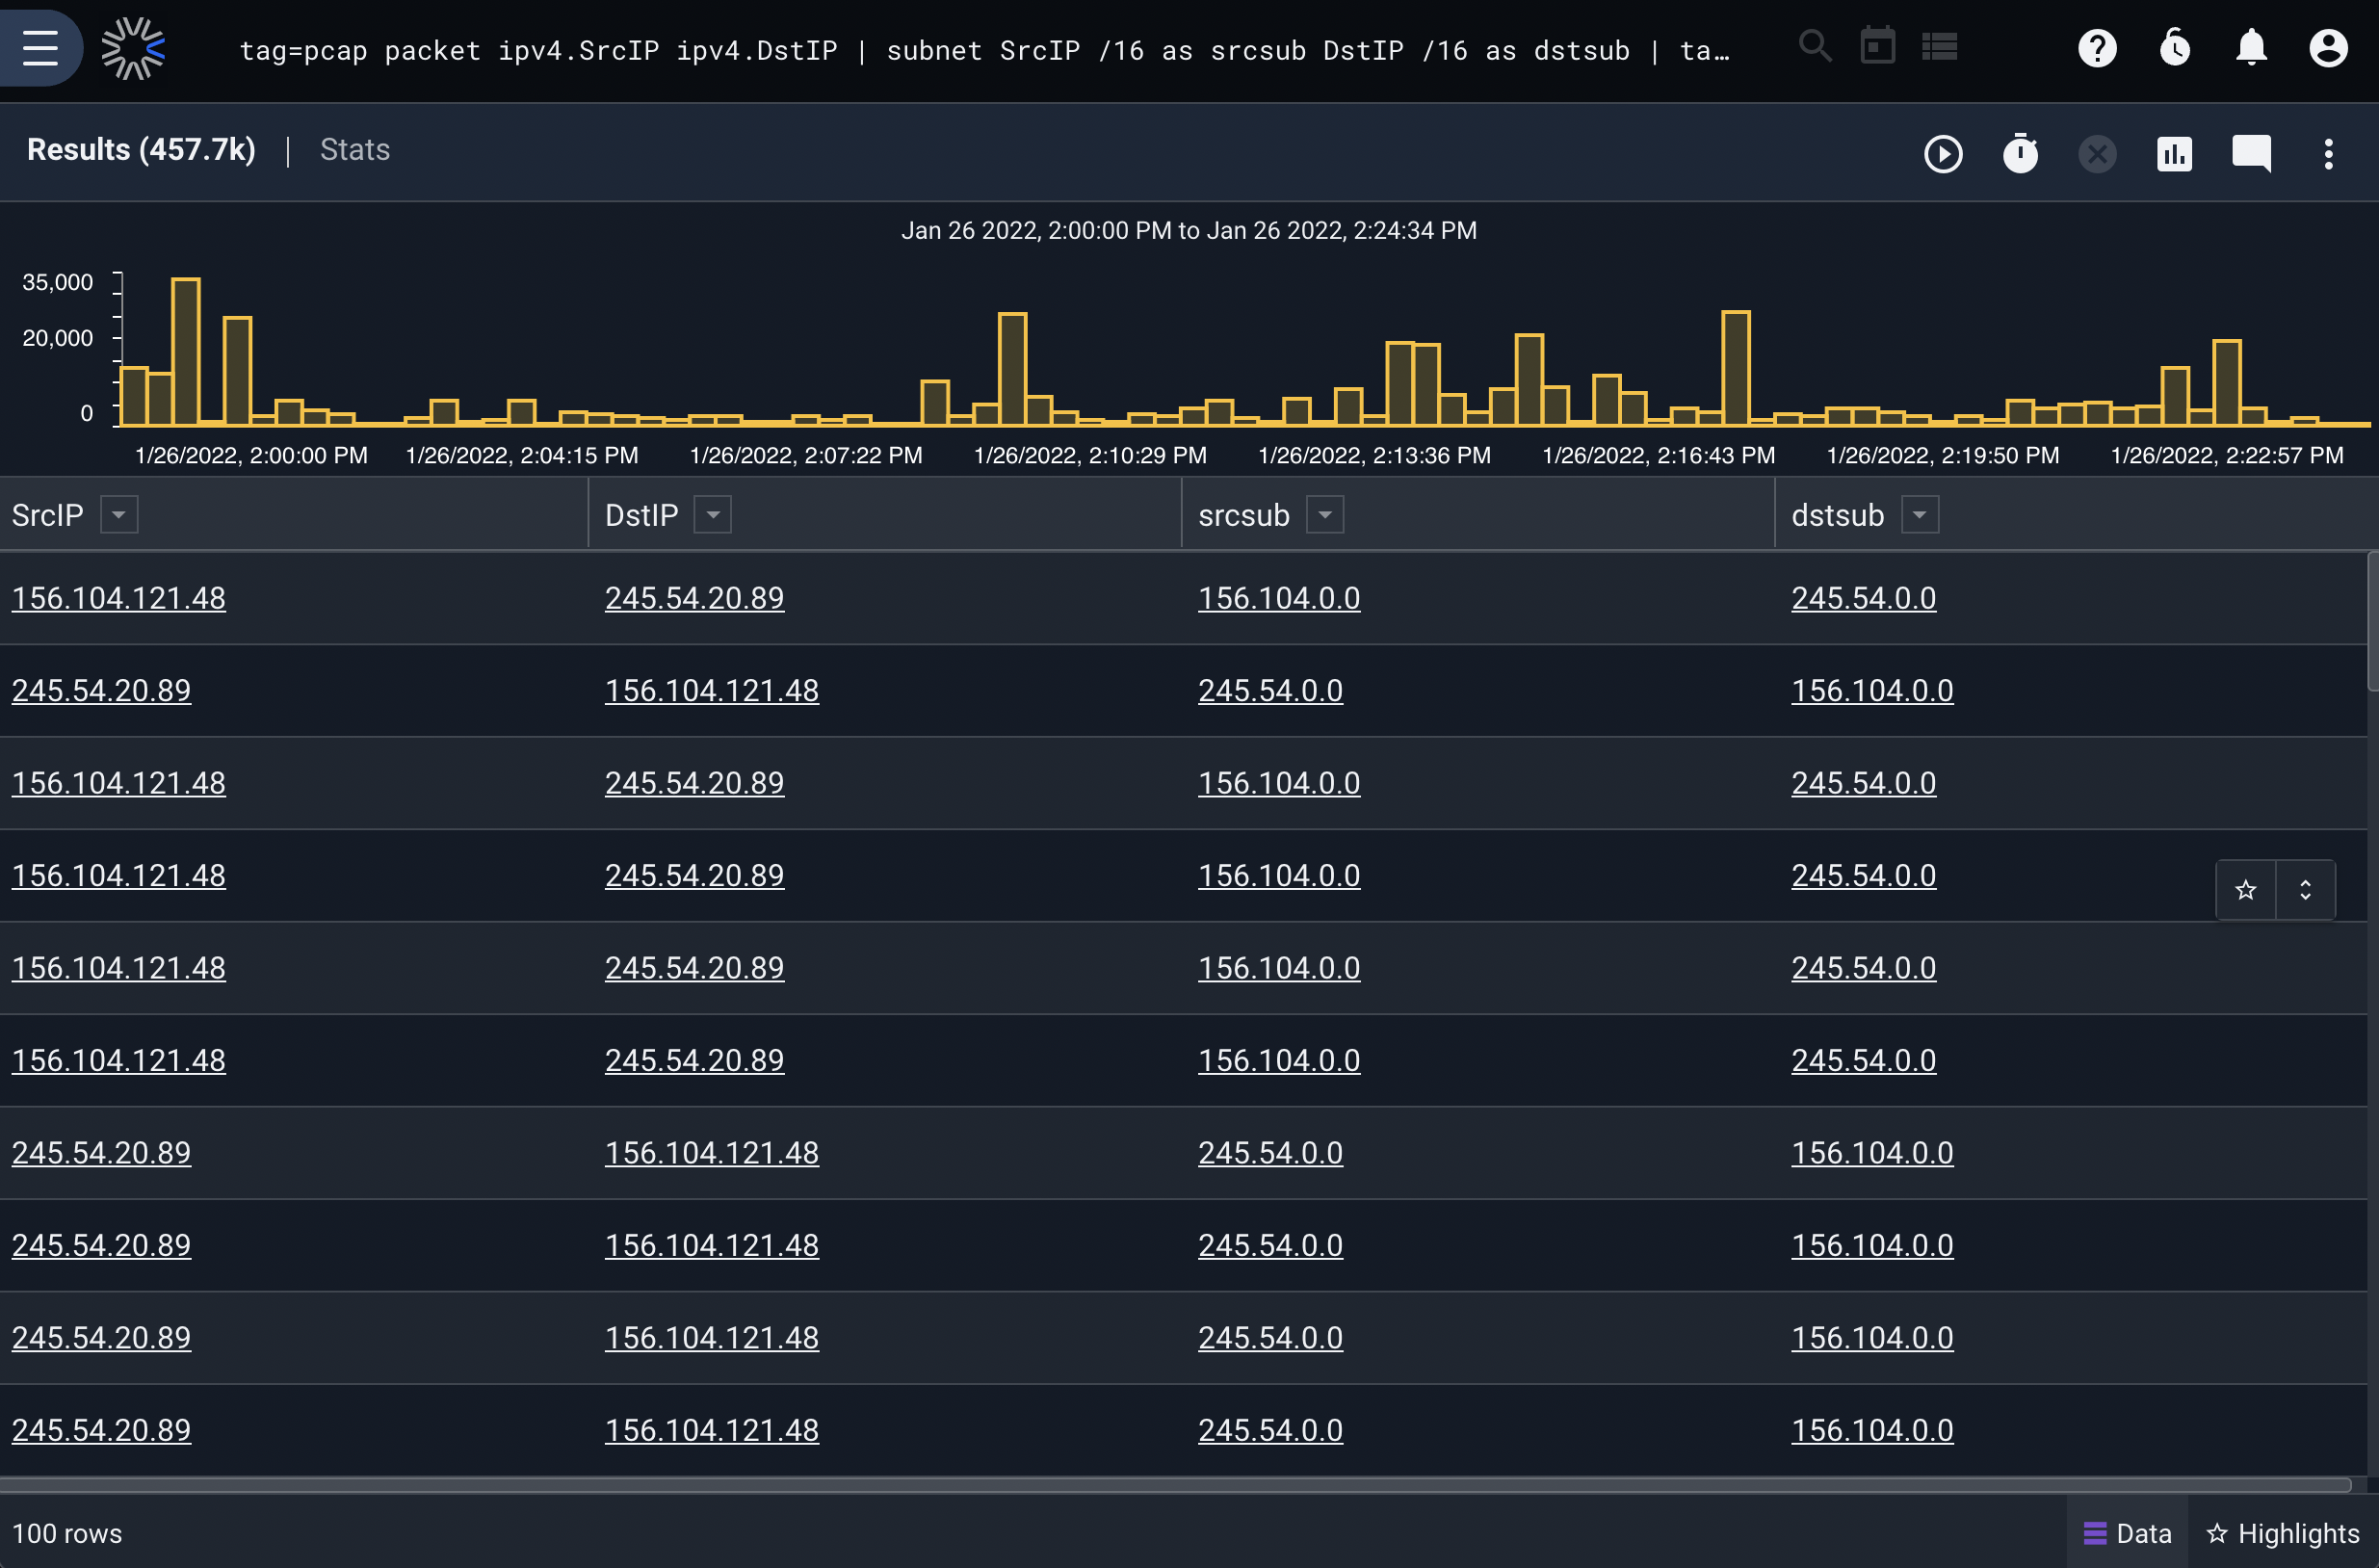 tag=pcap packet ipv4.SrcIP ipv4.DstIP | subnet SrcIP /16 as srcsub DstIP /16 as dstsub | ta…
Results (457.7k) | Stats
Jan 26 2022, 2:00:00 PM to Jan 26 2022, 2:24:34 PM
35,000
20,000
0
1/26/2022, 2:00:00 PM 1/26/2022, 2:04:15 PM 1/26/2022, 2:07:22 PM 1/26/2022, 2:10:29 PM 1/26/2022, 2:13:36 PM 1/26/2022, 2:16:43 PM 1/26/2022, 2:19:50 PM 1/26/2022, 2:22:57 PM
SrcIP DstIP srcsub dstsub
156.104.121.48 245.54.20.89 156.104.0.0 245.54.0.0
245.54.20.89 156.104.121.48 245.54.0.0 156.104.0.0
156.104.121.48 245.54.20.89 156.104.0.0 245.54.0.0
156.104.121.48 245.54.20.89 156.104.0.0 245.54.0.0
156.104.121.48 245.54.20.89 156.104.0.0 245.54.0.0
156.104.121.48 245.54.20.89 156.104.0.0 245.54.0.0
245.54.20.89 156.104.121.48 245.54.0.0 156.104.0.0
245.54.20.89 156.104.121.48 245.54.0.0 156.104.0.0
245.54.20.89 156.104.121.48 245.54.0.0 156.104.0.0
245.54.20.89 156.104.121.48 245.54.0.0 156.104.0.0
100 rows Data Highlights